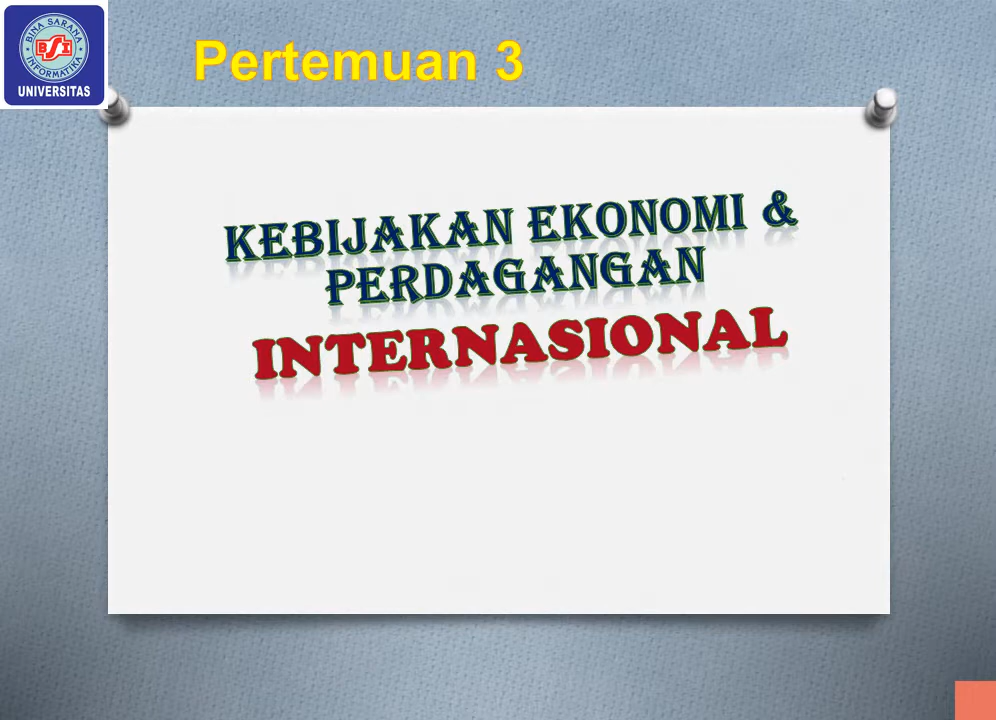 BINA SARANA
BSI
INFORMATIKA
UNIVERSITAS
Pertemuan 3
KEBIJAKAN EKONOMI &
PERDAGANGAN
INTERNASIONAL